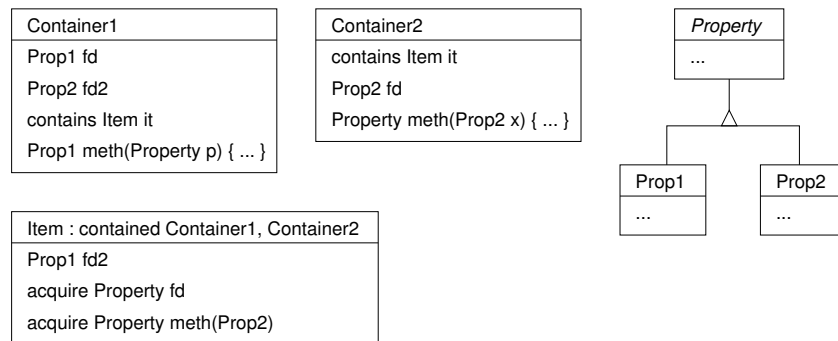 Container1
Prop1 fd
Prop2 fd2
contains Item it
Prop1 meth(Property p) { ... }
Container2
contains Item it
Prop2 fd
Property meth(Prop2 x) { ... }
Property
...
Prop1
...
Prop2
...
Item : contained Container1, Container2
Prop1 fd2
acquire Property fd
acquire Property meth(Prop2)